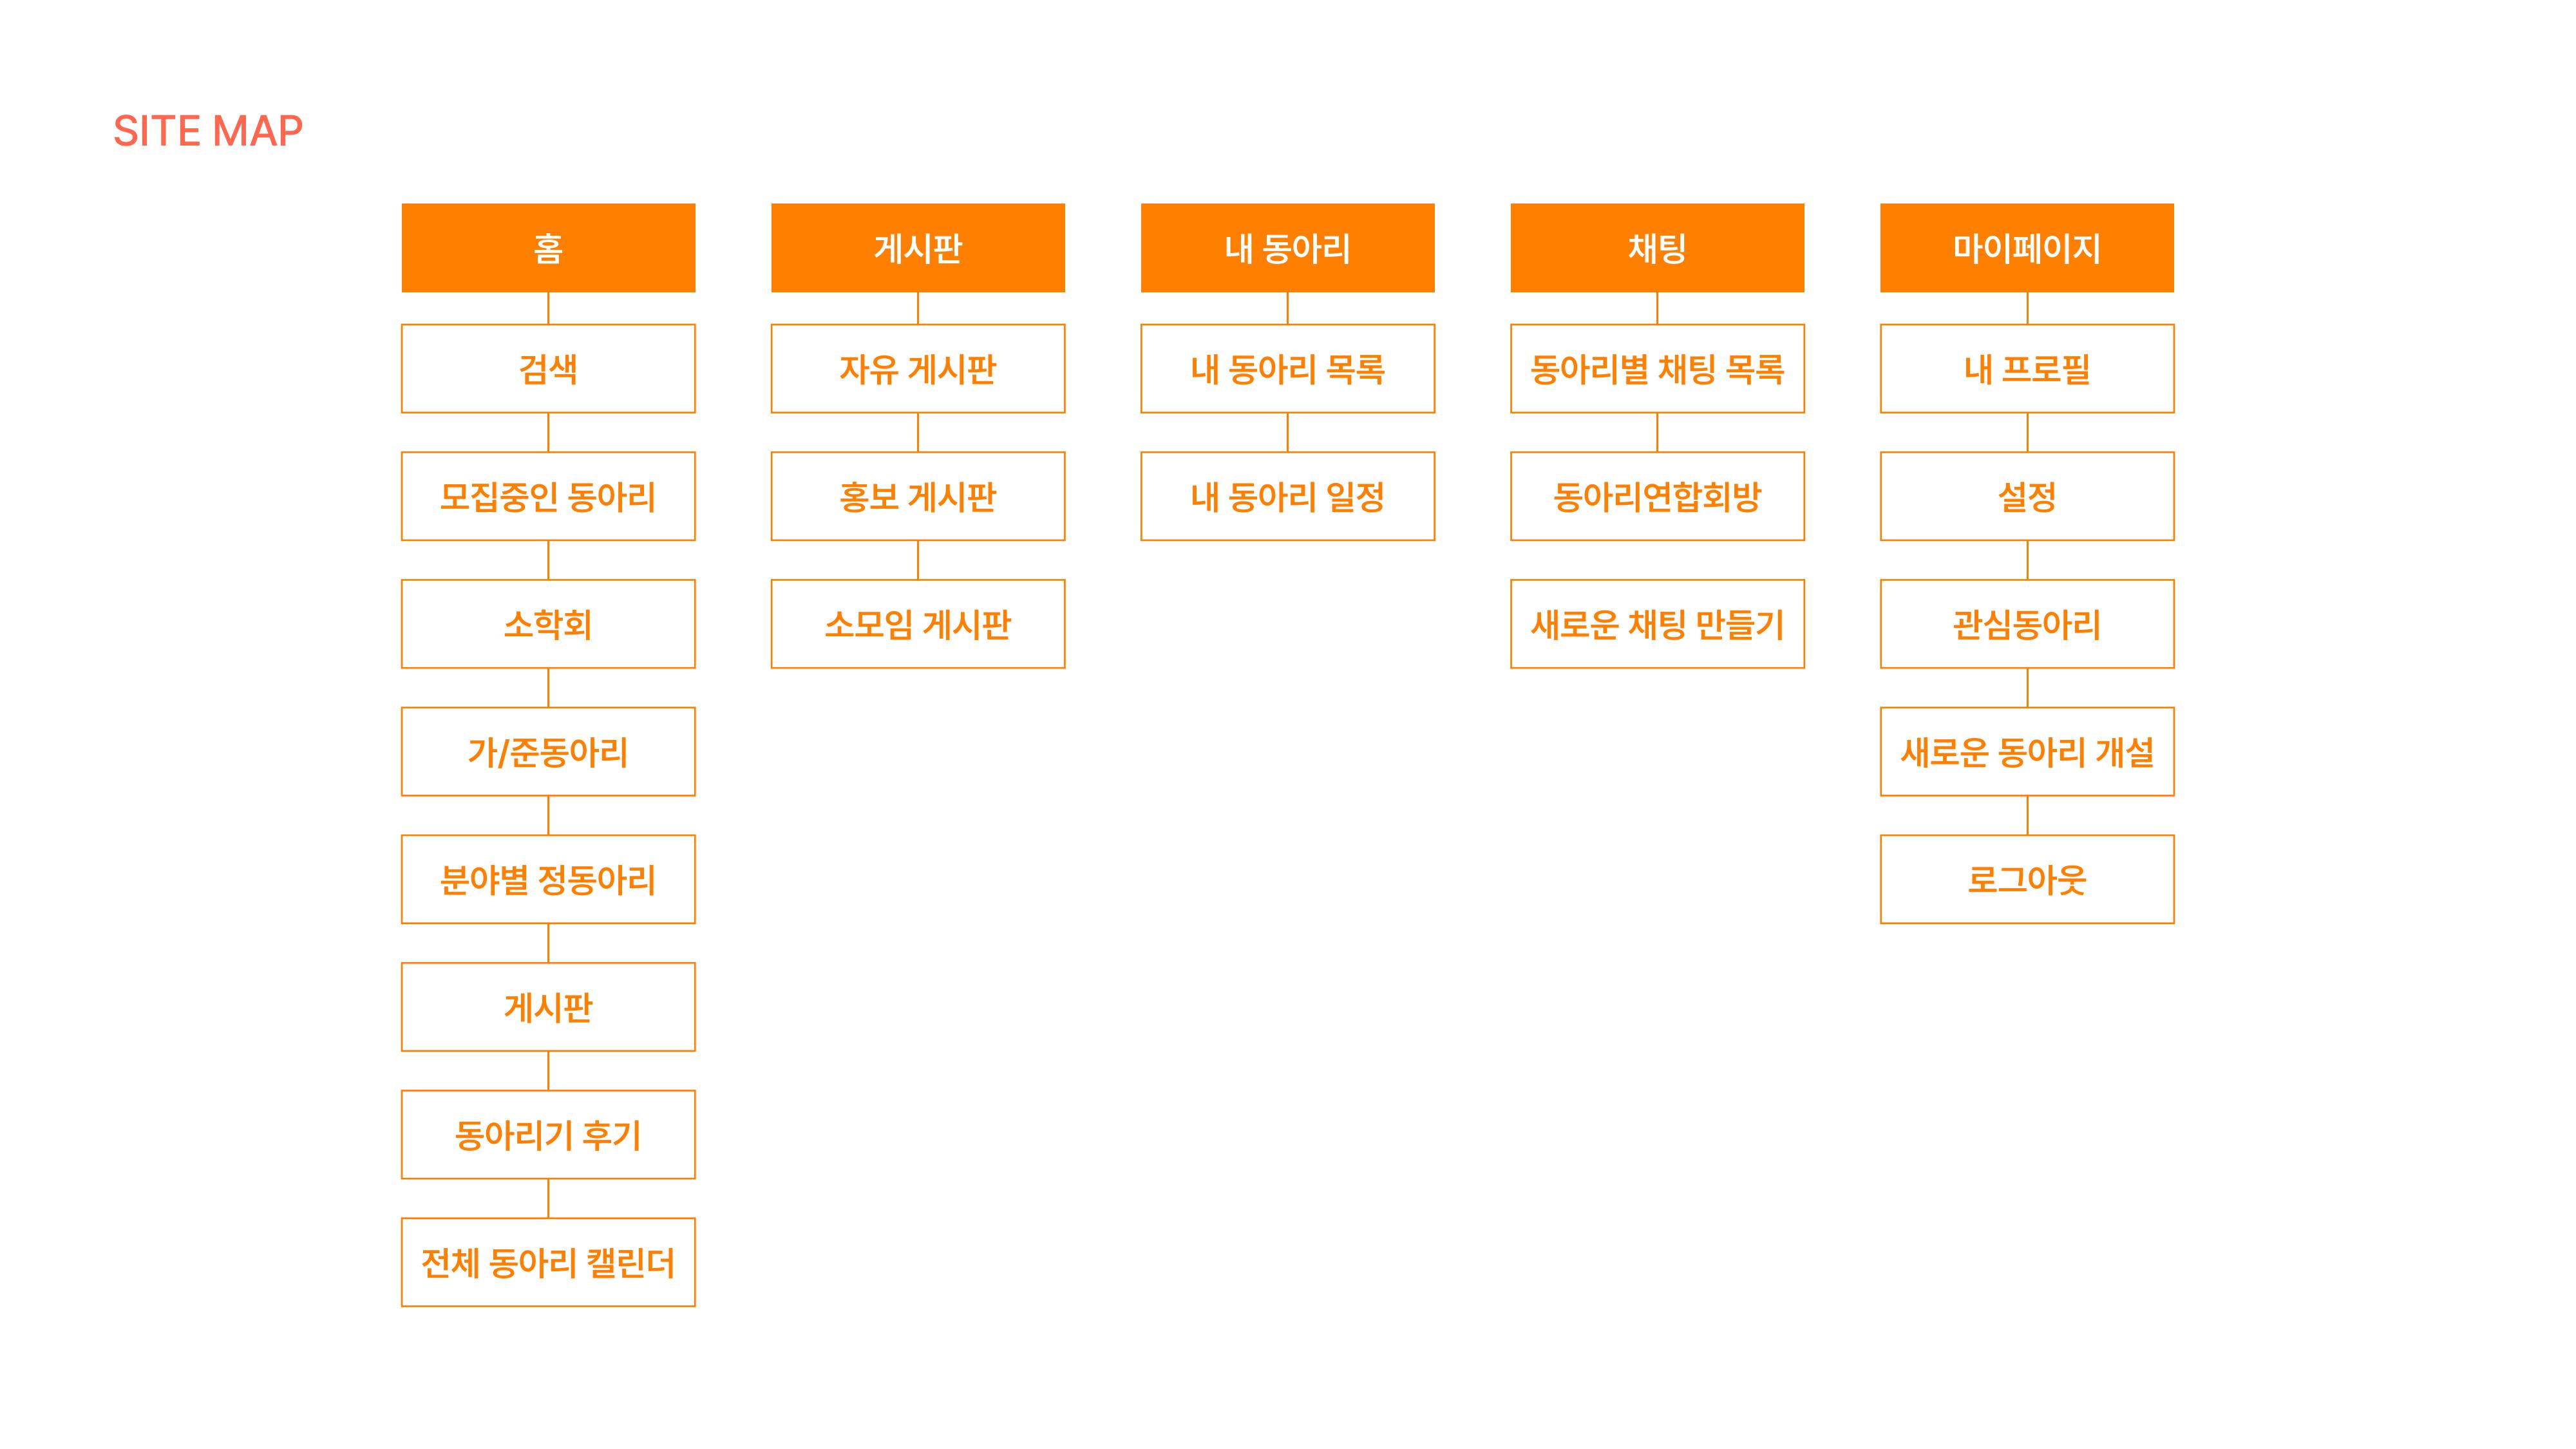 SITE MAP
홈
검색
모집중인 동아리
소학회
가/준동아리
분야별 정동아리
게시판
동아리기 후기
전체 동아리 캘린더
게시판
자유 게시판
홍보 게시판
소모임 게시판
내 동아리
내 동아리 목록
내 동아리 일정
채팅
동아리별 채팅 목록
동아리연합회방
새로운 채팅 만들기
마이페이지
내 프로필
설정
관심동아리
새로운 동아리 개설
로그아웃